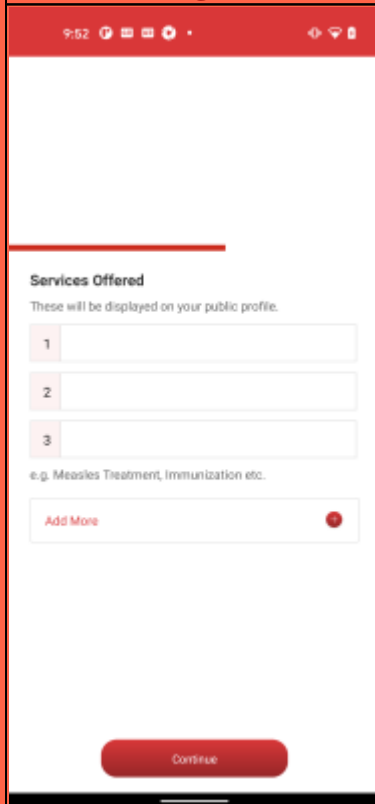 9:52
Services Offered
These will be displayed on your public profile.
1
2
3
e.g. Measles Treatment, Immunization etc.
Add More
Continue